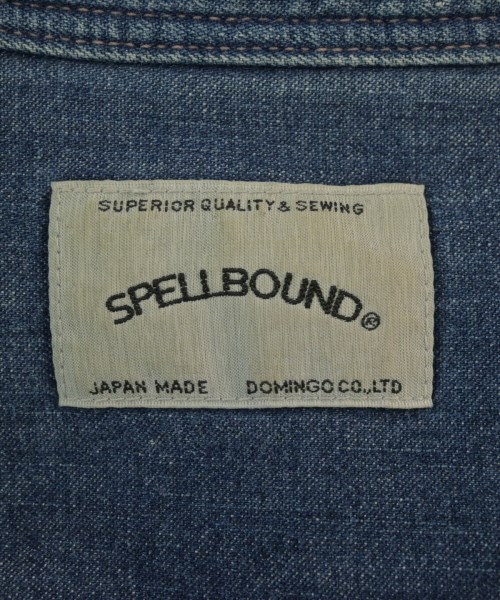 SUPERIOR QUALITY & SEWING
SPELLBOUND®
JAPAN MADE DOMINGO CO.,LTD